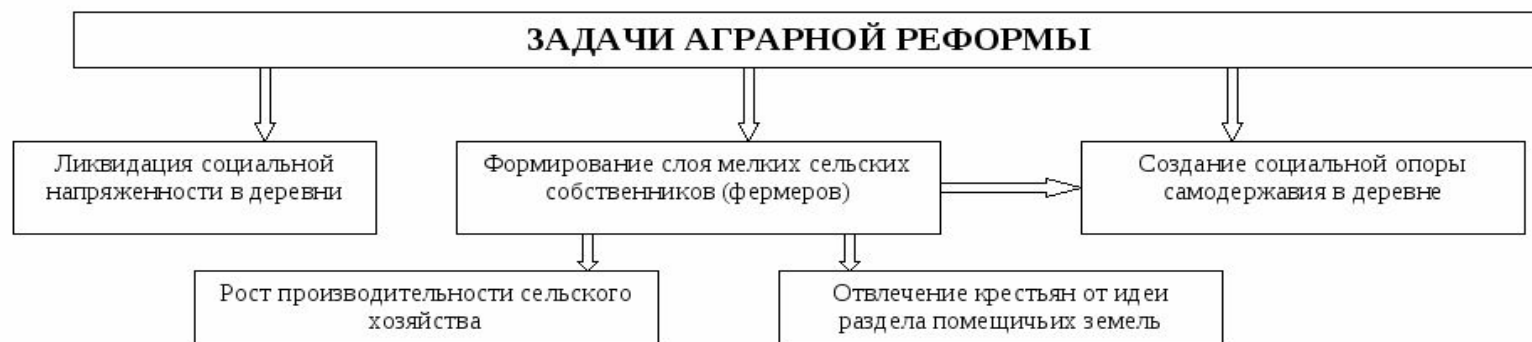 ЗАДАЧИ АГРАРНОЙ РЕФОРМЫ
Ликвидация социальной
напряженности в деревни
Формирование слоя мелких сельских
собственников (фермеров)
Создание социальной опоры
самодержавия в деревне
Рост производительности сельского
хозяйства
Отвлечение крестьян от идеи
раздела помещичьих земель